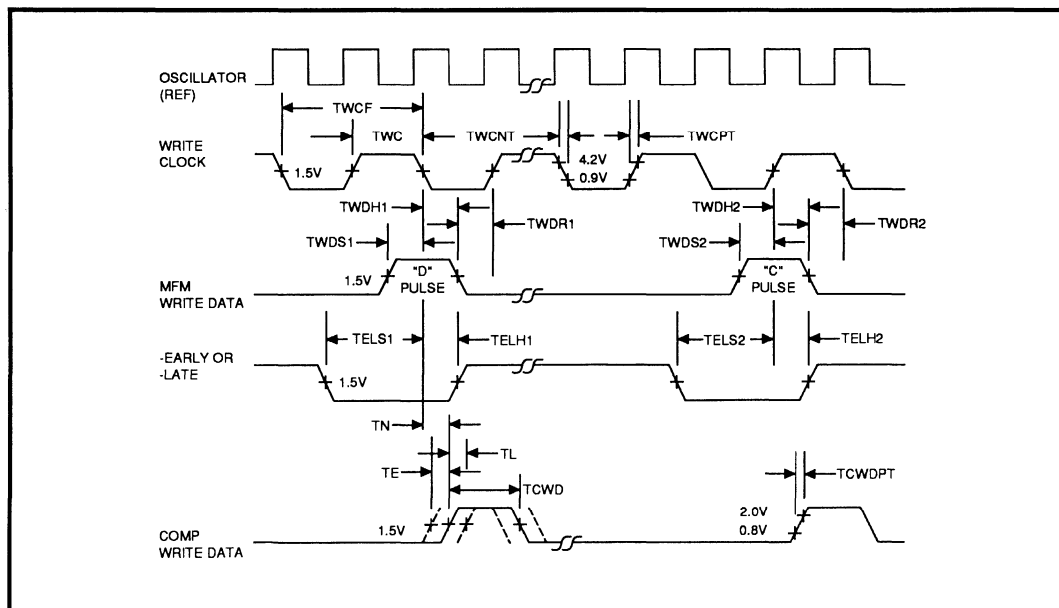 OSCILLATOR
(REF)
TWCF
TWC
TWCNT
TWCPT
WRITE
CLOCK
1.5V
4.2V
0.9V
TWDH1
TWDR1
TWDH2
TWDR2
TWDS1
TWDS2
MFM
WRITE DATA
1.5V
"D"
PULSE
"C"
PULSE
TELS1
TELH1
TELS2
TELH2
-EARLY OR
-LATE
1.5V
TN
TL
TE
TCWD
TCWDPT
COMP
WRITE DATA
1.5V
2.0V
0.8V